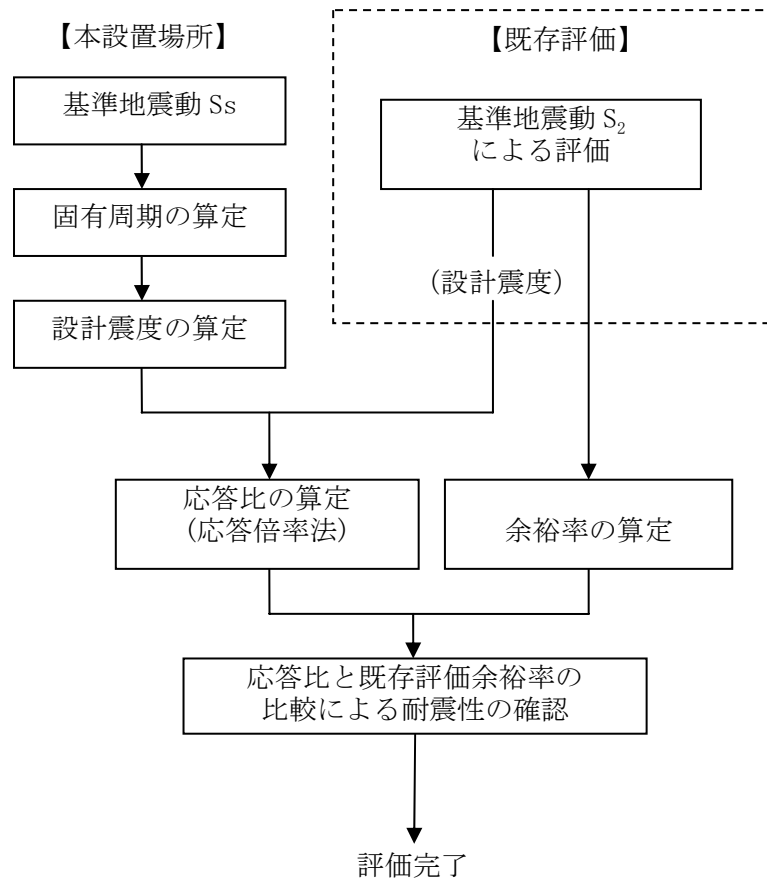 【本設置場所】
【既存評価】
基準地震動 Ss
基準地震動 S₂
による評価
固有周期の算定
(設計震度)
設計震度の算定
応答比の算定
(応答倍率法)
余裕率の算定
応答比と既存評価余裕率の
比較による耐震性の確認
評価完了